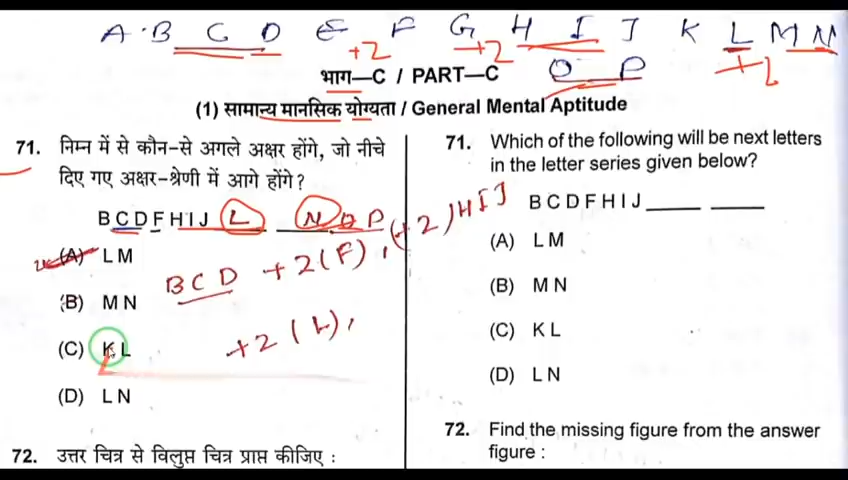 A B C D E F G H I J K L M N
+2 +2 +2
O P
भाग—C / PART—C
(1) सामान्य मानसिक योग्यता / General Mental Aptitude
71. निम्न में से कौन-से अगले अक्षर होंगे, जो नीचे
दिए गए अक्षर-श्रेणी में आगे होंगे?
B C D F H I J L N O P
(A) L M
(B) M N
(C) K L
(D) L N
BCD +2(F), (+2) HIJ
+2 (L),
72. उत्तर चित्र से विलुप्त चित्र प्राप्त कीजिए :
71. Which of the following will be next letters
in the letter series given below?
B C D F H I J ____ ____
(A) L M
(B) M N
(C) K L
(D) L N
72. Find the missing figure from the answer
figure :